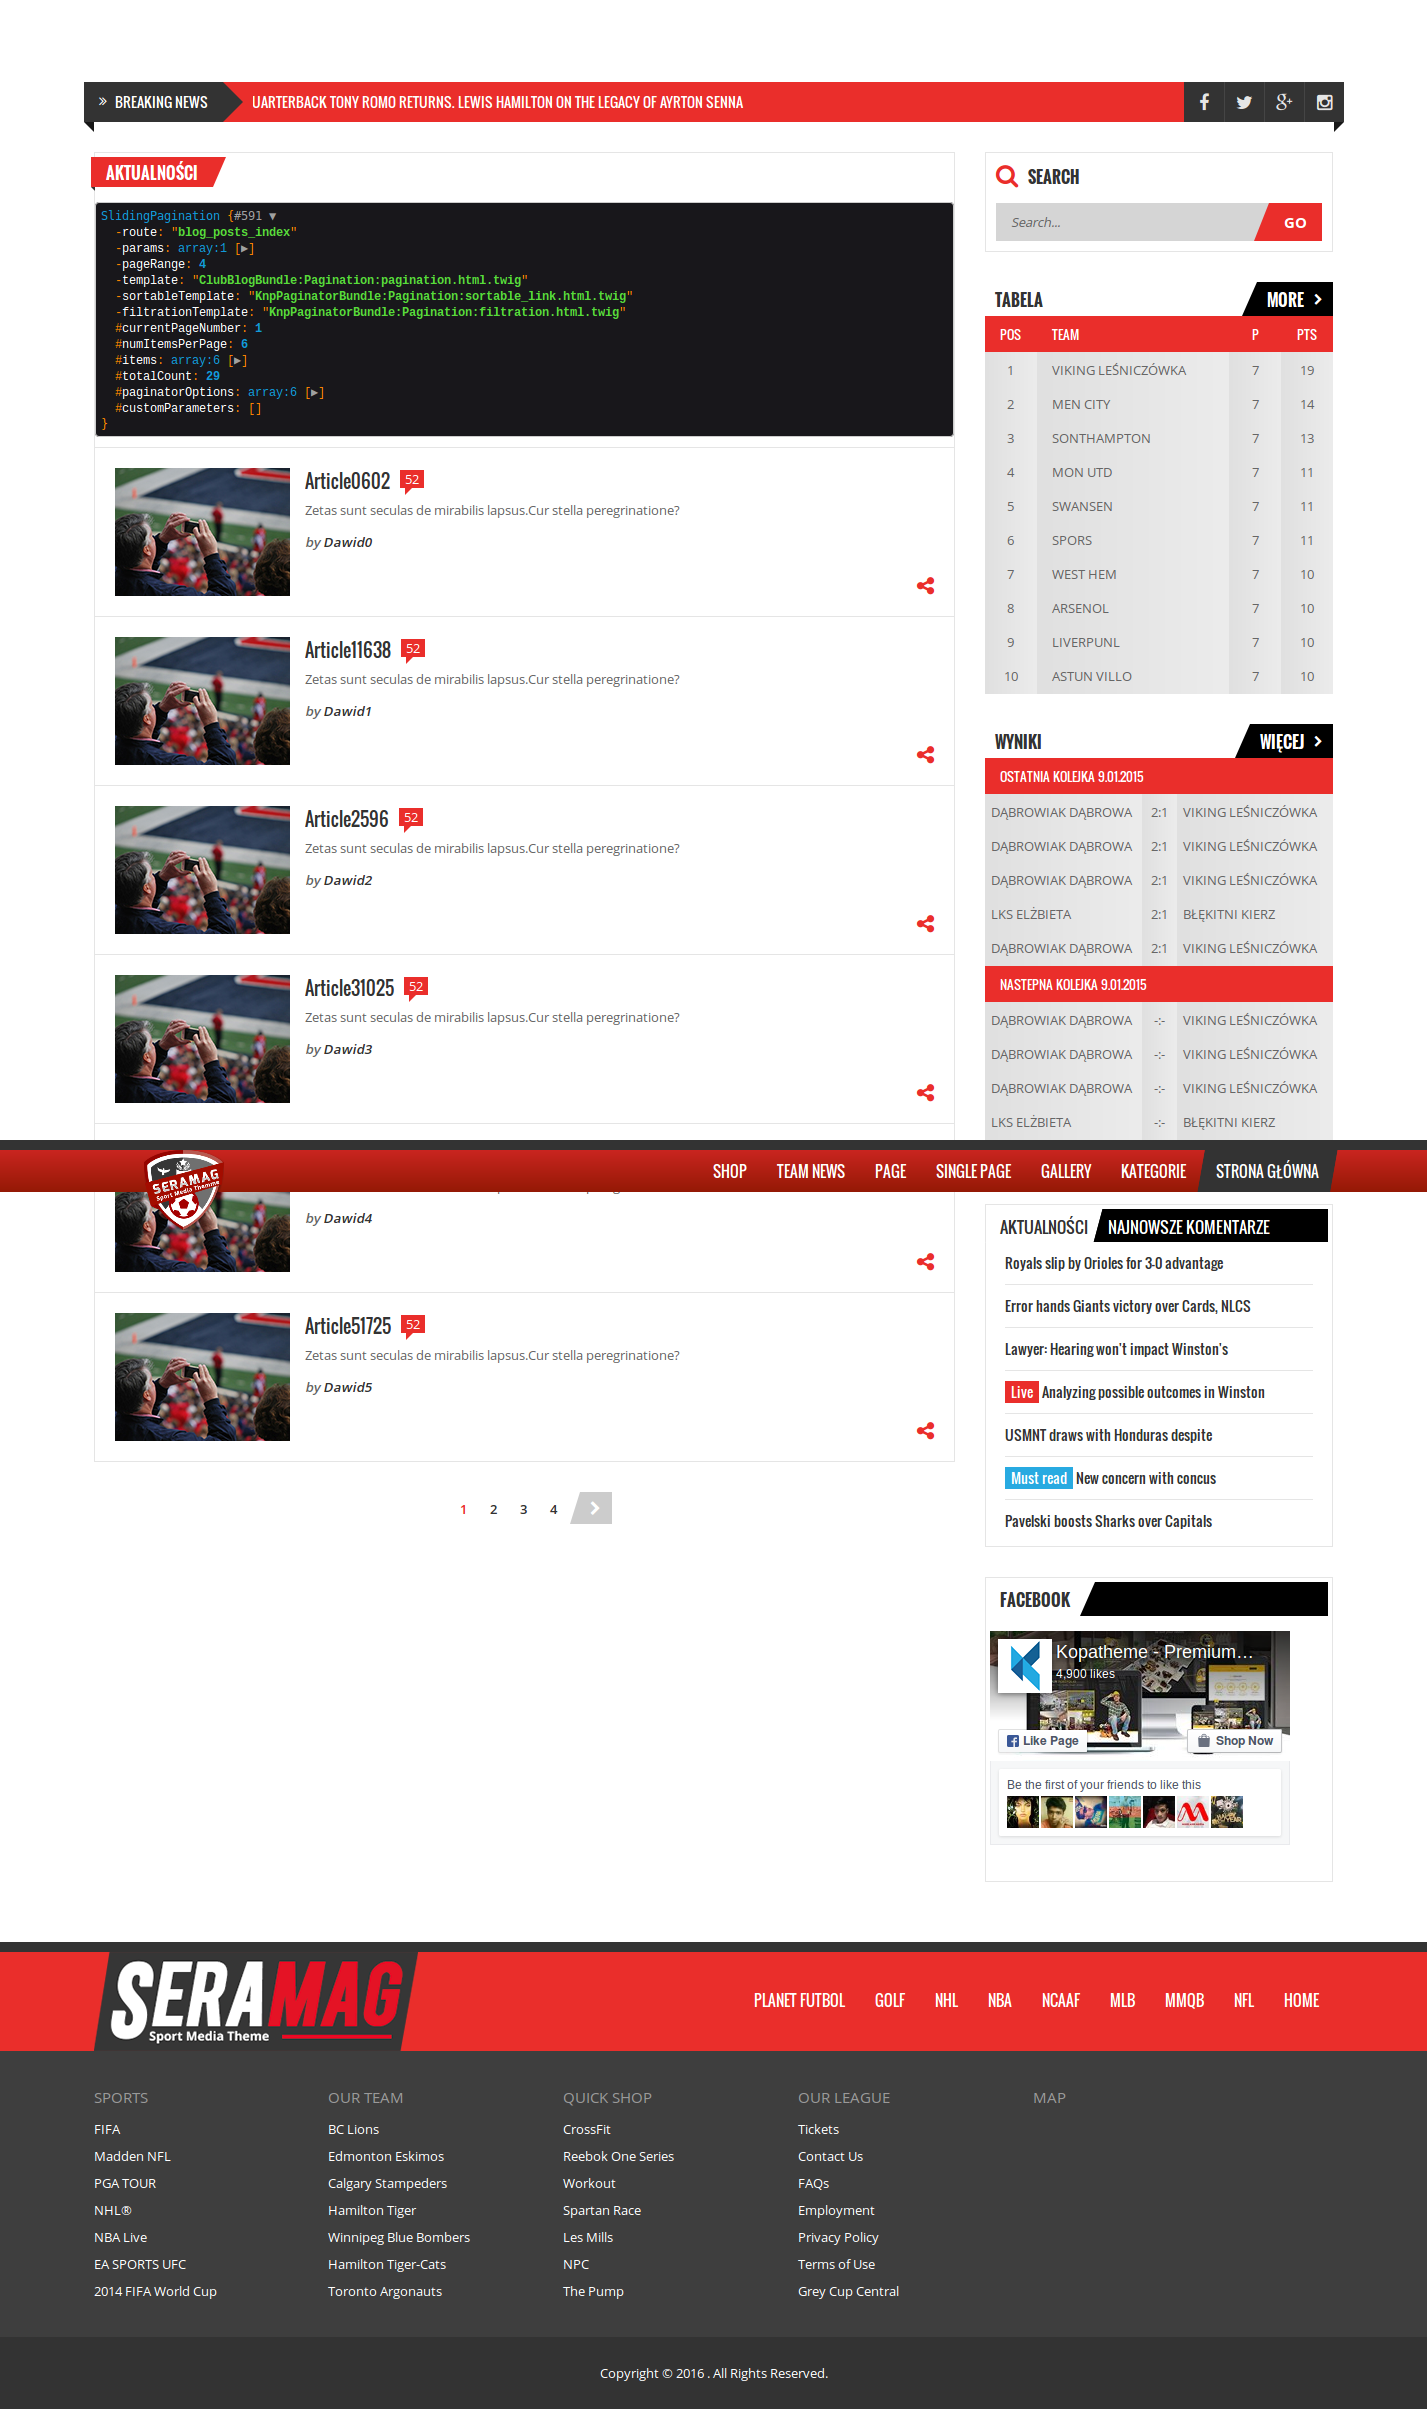 BREAKING NEWS
UARTERBACK TONY ROMO RETURNS. LEWIS HAMILTON ON THE LEGACY OF AYRTON SENNA
AKTUALNOŚCI
SlidingPagination {#591 ▼
-route: "blog_posts_index"
-params: array:1 [▶]
-pageRange: 4
-template: "ClubBlogBundle:Pagination:pagination.html.twig"
-sortableTemplate: "KnpPaginatorBundle:Pagination:sortable_link.html.twig"
-filtrationTemplate: "KnpPaginatorBundle:Pagination:filtration.html.twig"
#currentPageNumber: 1
#numItemsPerPage: 6
#items: array:6 [▶]
#totalCount: 29
#paginatorOptions: array:6 [▶]
#customParameters: []
}
Article0602 52
Zetas sunt seculas de mirabilis lapsus.Cur stella peregrinatione?
by Dawid0
Article11638 52
Zetas sunt seculas de mirabilis lapsus.Cur stella peregrinatione?
by Dawid1
Article2596 52
Zetas sunt seculas de mirabilis lapsus.Cur stella peregrinatione?
by Dawid2
Article31025 52
Zetas sunt seculas de mirabilis lapsus.Cur stella peregrinatione?
by Dawid3
SEARCH
Search...
GO
TABELA
MORE
POS TEAM P PTS
1 VIKING LEŚNICZÓWKA 7 19
2 MEN CITY 7 14
3 SONTHAMPTON 7 13
4 MON UTD 7 11
5 SWANSEN 7 11
6 SPORS 7 11
7 WEST HEM 7 10
8 ARSENOL 7 10
9 LIVERPUNL 7 10
10 ASTUN VILLO 7 10
WYNIKI
WIĘCEJ
OSTATNIA KOLEJKA 9.01.2015
DĄBROWIAK DĄBROWA 2:1 VIKING LEŚNICZÓWKA
DĄBROWIAK DĄBROWA 2:1 VIKING LEŚNICZÓWKA
DĄBROWIAK DĄBROWA 2:1 VIKING LEŚNICZÓWKA
LKS ELŻBIETA 2:1 BŁĘKITNI KIERZ
DĄBROWIAK DĄBROWA 2:1 VIKING LEŚNICZÓWKA
NASTEPNA KOLEJKA 9.01.2015
DĄBROWIAK DĄBROWA -:- VIKING LEŚNICZÓWKA
DĄBROWIAK DĄBROWA -:- VIKING LEŚNICZÓWKA
DĄBROWIAK DĄBROWA -:- VIKING LEŚNICZÓWKA
LKS ELŻBIETA -:- BŁĘKITNI KIERZ
SERAMAG
Sport Media Themme
SHOP TEAM NEWS PAGE SINGLE PAGE GALLERY KATEGORIE STRONA GŁÓWNA
by Dawid4
Article51725 52
Zetas sunt seculas de mirabilis lapsus.Cur stella peregrinatione?
by Dawid5
1 2 3 4
AKTUALNOŚCI NAJNOWSZE KOMENTARZE
Royals slip by Orioles for 3-0 advantage
Error hands Giants victory over Cards, NLCS
Lawyer: Hearing won't impact Winston's
Live Analyzing possible outcomes in Winston
USMNT draws with Honduras despite
Must read New concern with concus
Pavelski boosts Sharks over Capitals
FACEBOOK
Kopatheme - Premium...
4,900 likes
Like Page
Shop Now
Be the first of your friends to like this
SERAMAG
Sport Media Theme
PLANET FUTBOL GOLF NHL NBA NCAAF MLB MMQB NFL HOME
SPORTS
FIFA
Madden NFL
PGA TOUR
NHL®
NBA Live
EA SPORTS UFC
2014 FIFA World Cup
OUR TEAM
BC Lions
Edmonton Eskimos
Calgary Stampeders
Hamilton Tiger
Winnipeg Blue Bombers
Hamilton Tiger-Cats
Toronto Argonauts
QUICK SHOP
CrossFit
Reebok One Series
Workout
Spartan Race
Les Mills
NPC
The Pump
OUR LEAGUE
Tickets
Contact Us
FAQs
Employment
Privacy Policy
Terms of Use
Grey Cup Central
MAP
Copyright © 2016 . All Rights Reserved.